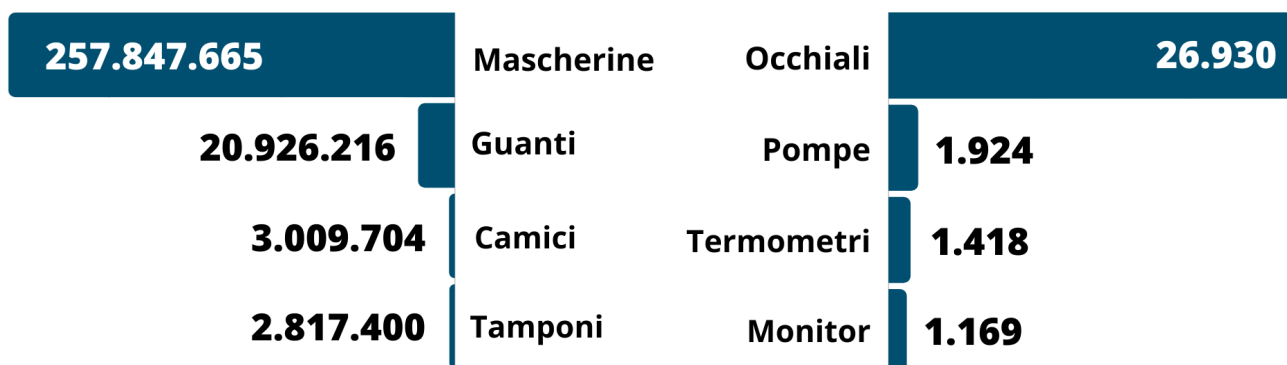 257.847.665 Mascherine
20.926.216 Guanti
3.009.704 Camici
2.817.400 Tamponi
Occhiali 26.930
Pompe 1.924
Termometri 1.418
Monitor 1.169